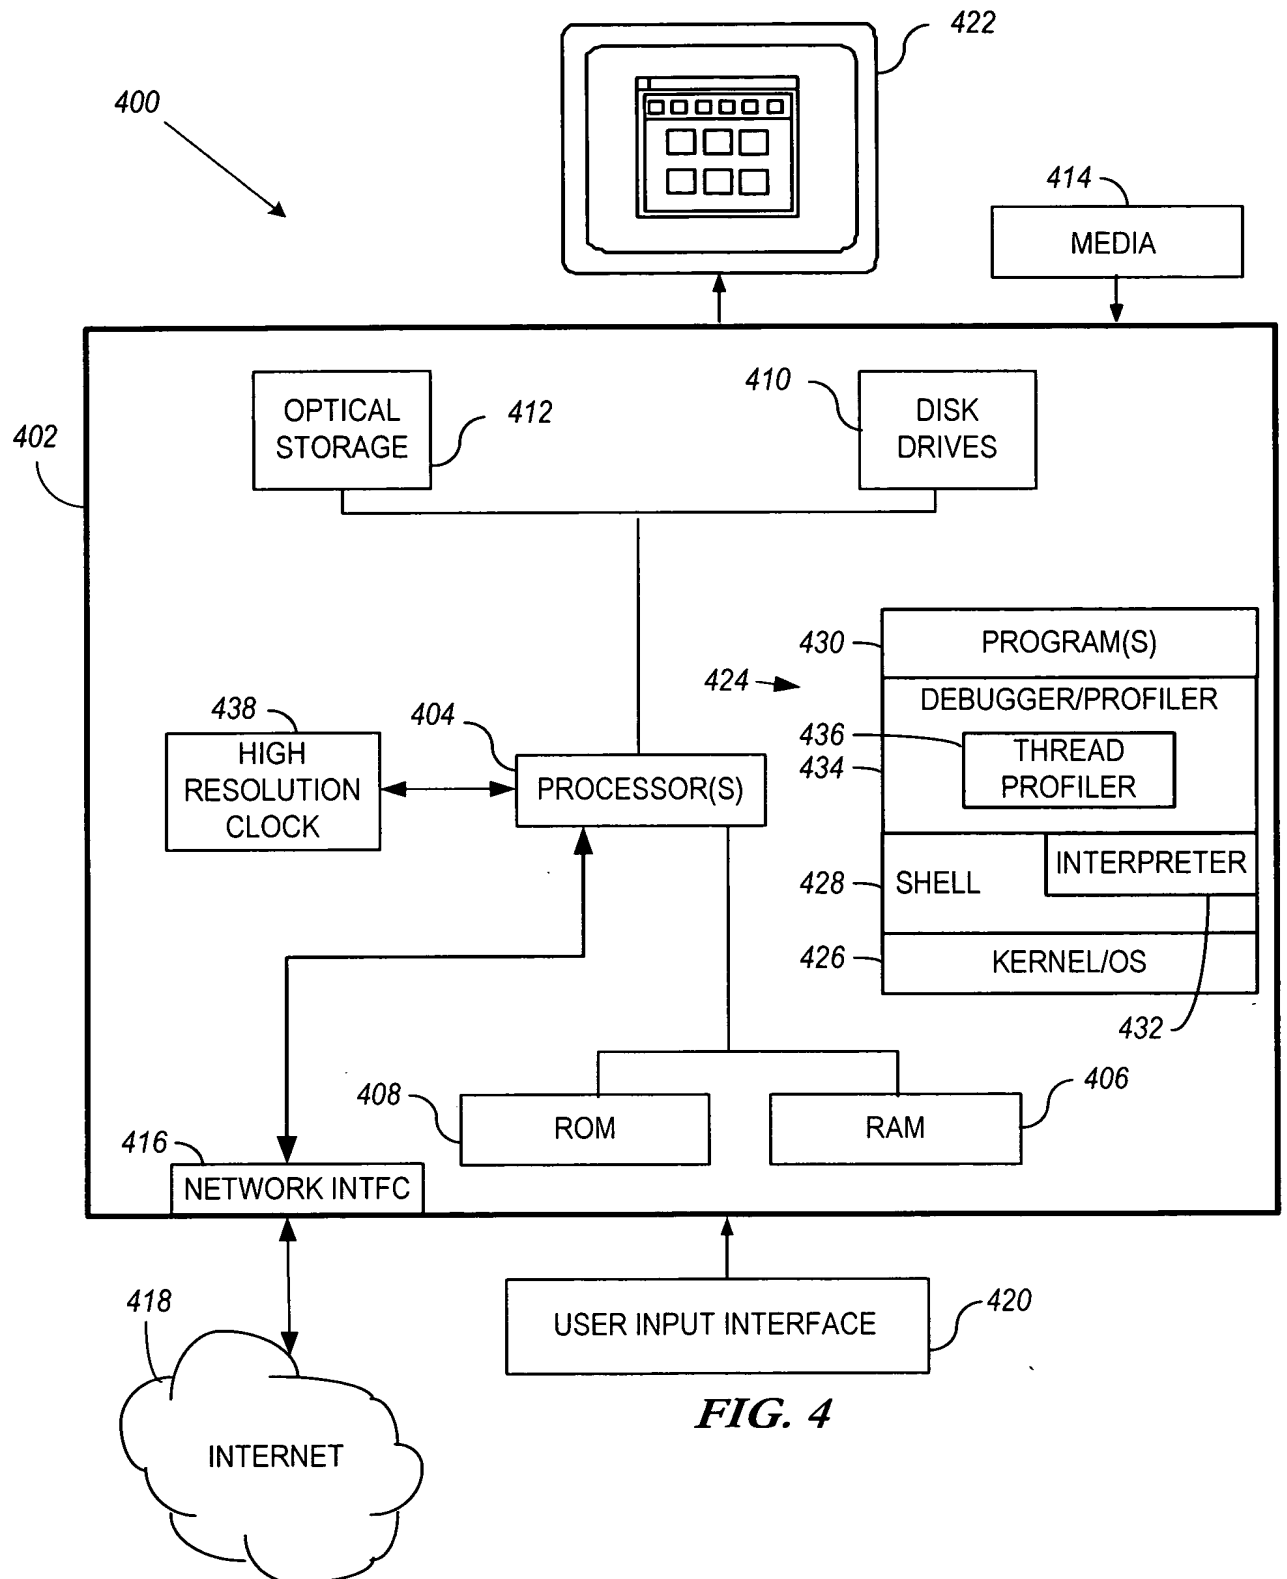 422
400
414
MEDIA
402
OPTICAL
STORAGE
412
410
DISK
DRIVES
430
PROGRAM(S)
424
DEBUGGER/PROFILER
436
434
THREAD
PROFILER
438
HIGH
RESOLUTION
CLOCK
404
PROCESSOR(S)
428
SHELL
INTERPRETER
426
KERNEL/OS
432
408
ROM
RAM
406
416
NETWORK INTFC
418
INTERNET
USER INPUT INTERFACE
420
FIG. 4